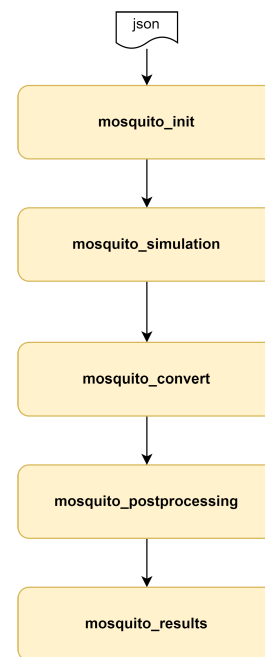 json
mosquito_init
mosquito_simulation
mosquito_convert
mosquito_postprocessing
mosquito_results